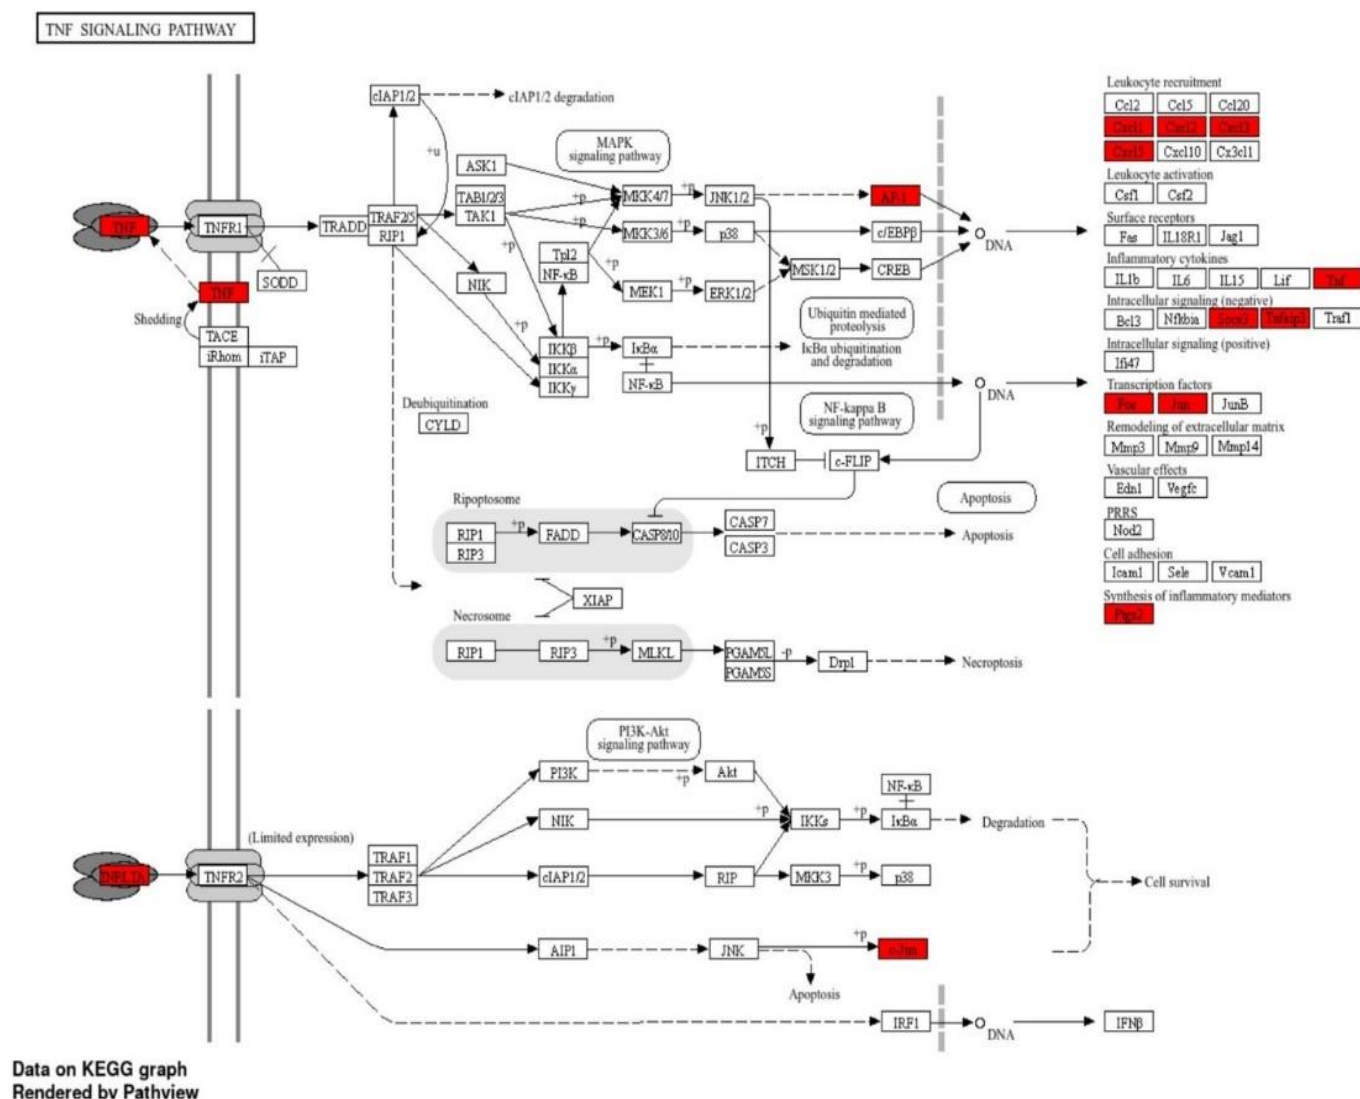 TNF SIGNALING PATHWAY
cIAP1/2
cIAP1/2 degradation
+u
MAPK
signaling pathway
ASK1
TAB1/2/3
TAK1
+p
+p
+p
MKK4/7
+p
JNK1/2
AP-1
TNF
TNFR1
TRADD
TRAF2/5
RIP1
MKK3/6
+p
p38
c/EBPβ
DNA
SODD
Tpl2
NF-κB
+p
MSK1/2
CREB
NIK
MEK1
+p
ERK1/2
TNF
Shedding
TACE
iRhom
iTAP
+p
Ubiquitin mediated
proteolysis
IKKβ
IKKα
IKKγ
+p
IκBα
IκBα ubiquitination
and degradation
NF-κB
DNA
Deubiquitination
CYLD
NF-kappa B
signaling pathway
+p
ITCH
c-FLIP
Ripoptosome
Apoptosis
RIP1
RIP3
+p
FADD
CASP8/10
CASP7
CASP3
Apoptosis
XIAP
Necrosome
RIP1
RIP3
+p
MLKL
PGAM5L
PGAM5S
-p
Drp1
Necroptosis
Leukocyte recruitment
Ccl2 Ccl5 Ccl20
Cxcl1 Cxcl2 Cxcl3
Cxcl5 Cxcl10 Cx3cl1
Leukocyte activation
Csf1 Csf2
Surface receptors
Fas IL18R1 Jag1
Inflammatory cytokines
IL1b IL6 IL15 Lif Tnf
Intracellular signaling (negative)
Bcl3 Nfkbia Socs3 Tnfaip3 Traf1
Intracellular signaling (positive)
Ifi47
Transcription factors
Fos Jun JunB
Remodeling of extracellular matrix
Mmp3 Mmp9 Mmp14
Vascular effects
Edn1 Vegfc
PRRS
Nod2
Cell adhesion
Icam1 Sele Vcam1
Synthesis of inflammatory mediators
Ptgs2
PI3K-Akt
signaling pathway
PI3K
+p
Akt
NF-κB
NIK
+p
IKKs
+p
IκBα
Degradation
(Limited expression)
TNFR2
TRAF1
TRAF2
TRAF3
cIAP1/2
RIP
MKK3
+p
p38
Cell survival
AIP1
JNK
+p
c-Jun
Apoptosis
IRF1
DNA
IFNβ
Data on KEGG graph
Rendered by Pathview